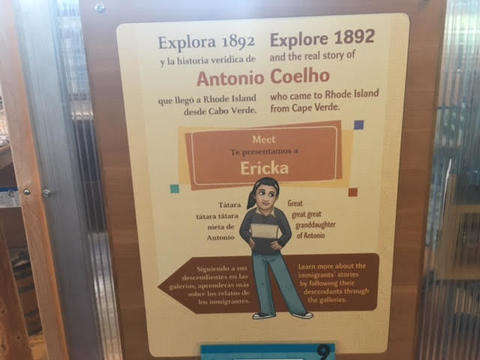 Explora 1892
y la historia verídica de
Explore 1892
and the real story of
Antonio Coelho
que llegó a Rhode Island
desde Cabo Verde.
who came to Rhode Island
from Cape Verde.
Meet
Te presentamos a
Ericka
Tátara
tátara tátara
nieta de
Antonio
Great
great great
granddaughter
of Antonio
Siguiendo a sus
descendientes en las
galerías, aprenderás más
sobre los relatos de
los inmigrantes.
Learn more about the
immigrants' stories
by following their
descendants through
the galleries.
9